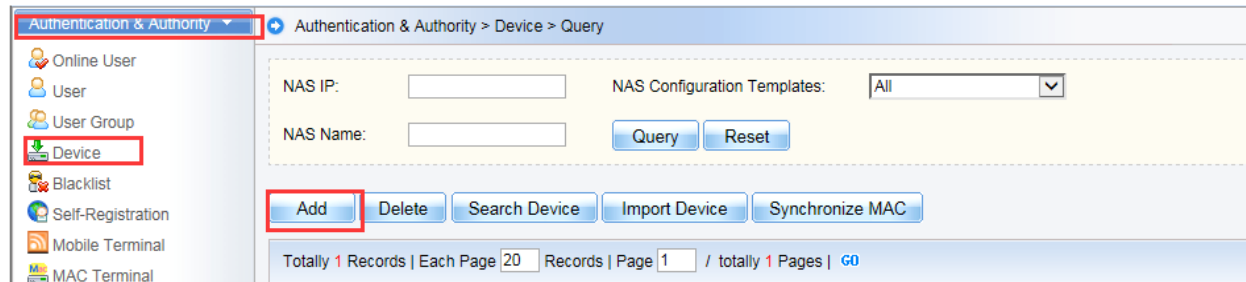 Authentication & Authority
Authentication & Authority > Device > Query
Online User
User
User Group
Device
Blacklist
Self-Registration
Mobile Terminal
MAC Terminal
NAS IP:
NAS Configuration Templates: All
NAS Name:
Query Reset
Add Delete Search Device Import Device Synchronize MAC
Totally 1 Records | Each Page 20 Records | Page 1 / totally 1 Pages | GO